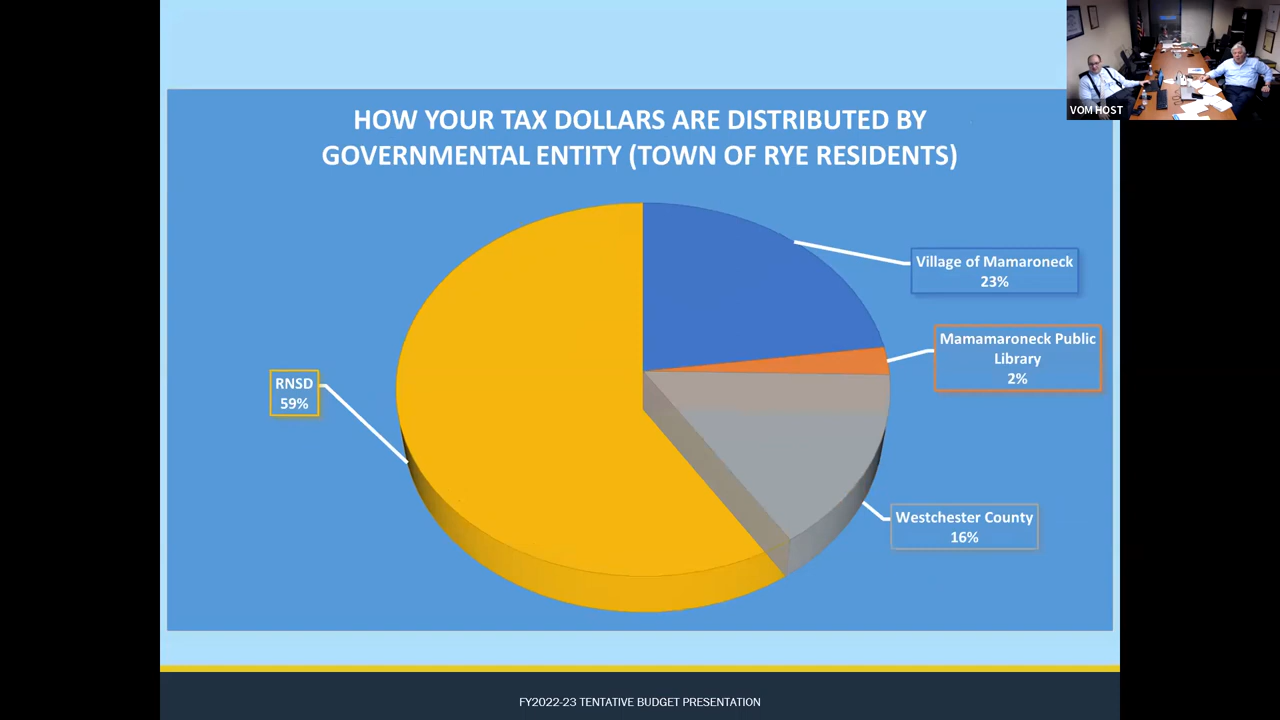 VOM HOST
HOW YOUR TAX DOLLARS ARE DISTRIBUTED BY
GOVERNMENTAL ENTITY (TOWN OF RYE RESIDENTS)
Village of Mamaroneck
23%
Mamamaroneck Public
Library
2%
RNSD
59%
Westchester County
16%
FY2022-23 TENTATIVE BUDGET PRESENTATION